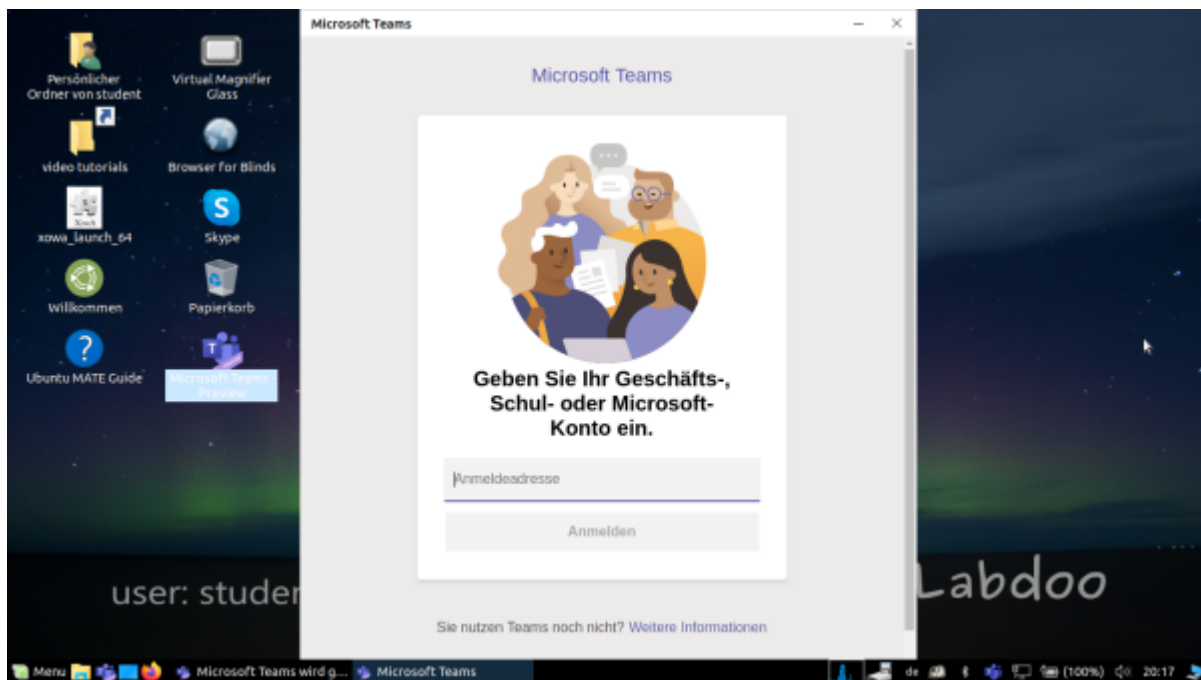 Microsoft Teams
Persönlicher
Ordner von student
Virtual Magnifier
Glass
video tutorials
Browser for Blinds
xowa_launch_64
Skype
Willkommen
Papierkorb
Ubuntu MATE Guide
Microsoft Teams -
Preview
Microsoft Teams
Geben Sie Ihr Geschäfts-,
Schul- oder Microsoft-
Konto ein.
Anmeldeadresse
Anmelden
Sie nutzen Teams noch nicht? Weitere Informationen
user: studen
Labdoo
Menu
Microsoft Teams wird g...
Microsoft Teams
de
(100%)
20:17